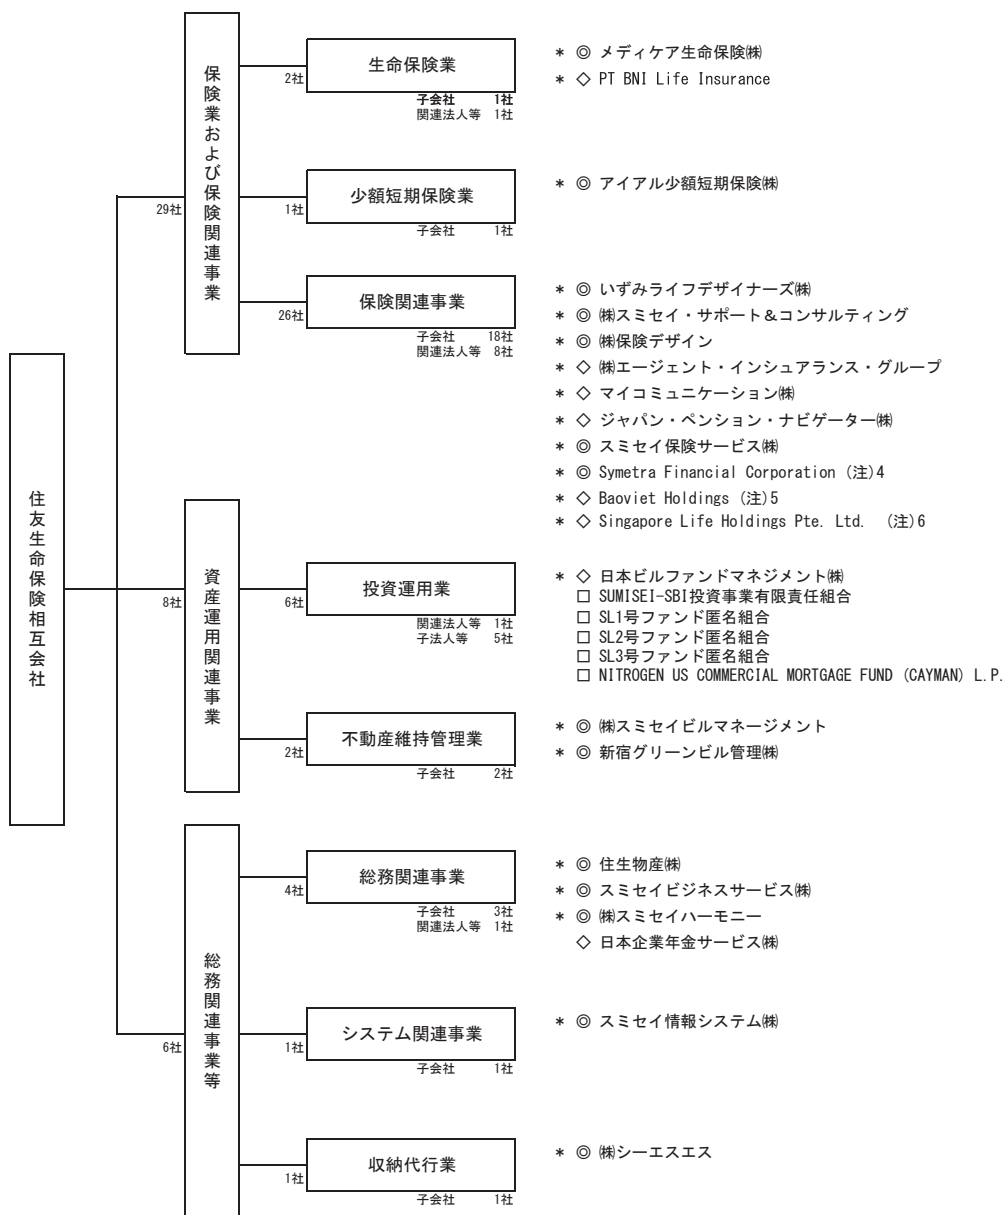 住友生命保険相互会社
29社
保険業および保険関連事業
2社
生命保険業
子会社 1社
関連法人等 1社
* ◎ メディケア生命保険㈱
* ◇ PT BNI Life Insurance
1社
少額短期保険業
子会社 1社
* ◎ アイアル少額短期保険㈱
26社
保険関連事業
子会社 18社
関連法人等 8社
* ◎ いずみライフデザイナーズ㈱
* ◎ ㈱スミセイ・サポート＆コンサルティング
* ◎ ㈱保険デザイン
* ◇ ㈱エージェント・インシュアランス・グループ
* ◇ マイコミュニケーション㈱
* ◇ ジャパン・ペンション・ナビゲーター㈱
* ◎ スミセイ保険サービス㈱
* ◎ Symetra Financial Corporation (注)4
* ◇ Baoviet Holdings (注)5
* ◇ Singapore Life Holdings Pte. Ltd. (注)6
8社
資産運用関連事業
6社
投資運用業
関連法人等 1社
子法人等 5社
* ◇ 日本ビルファンドマネジメント㈱
□ SUMISEI-SBI投資事業有限責任組合
□ SL1号ファンド匿名組合
□ SL2号ファンド匿名組合
□ SL3号ファンド匿名組合
□ NITROGEN US COMMERCIAL MORTGAGE FUND (CAYMAN) L.P.
2社
不動産維持管理業
子会社 2社
* ◎ ㈱スミセイビルマネージメント
* ◎ 新宿グリーンビル管理㈱
6社
総務関連事業等
4社
総務関連事業
子会社 3社
関連法人等 1社
* ◎ 住生物産㈱
* ◎ スミセイビジネスサービス㈱
* ◎ ㈱スミセイハーモニー
◇ 日本企業年金サービス㈱
1社
システム関連事業
子会社 1社
* ◎ スミセイ情報システム㈱
1社
収納代行業
子会社 1社
* ◎ ㈱シーエスエス